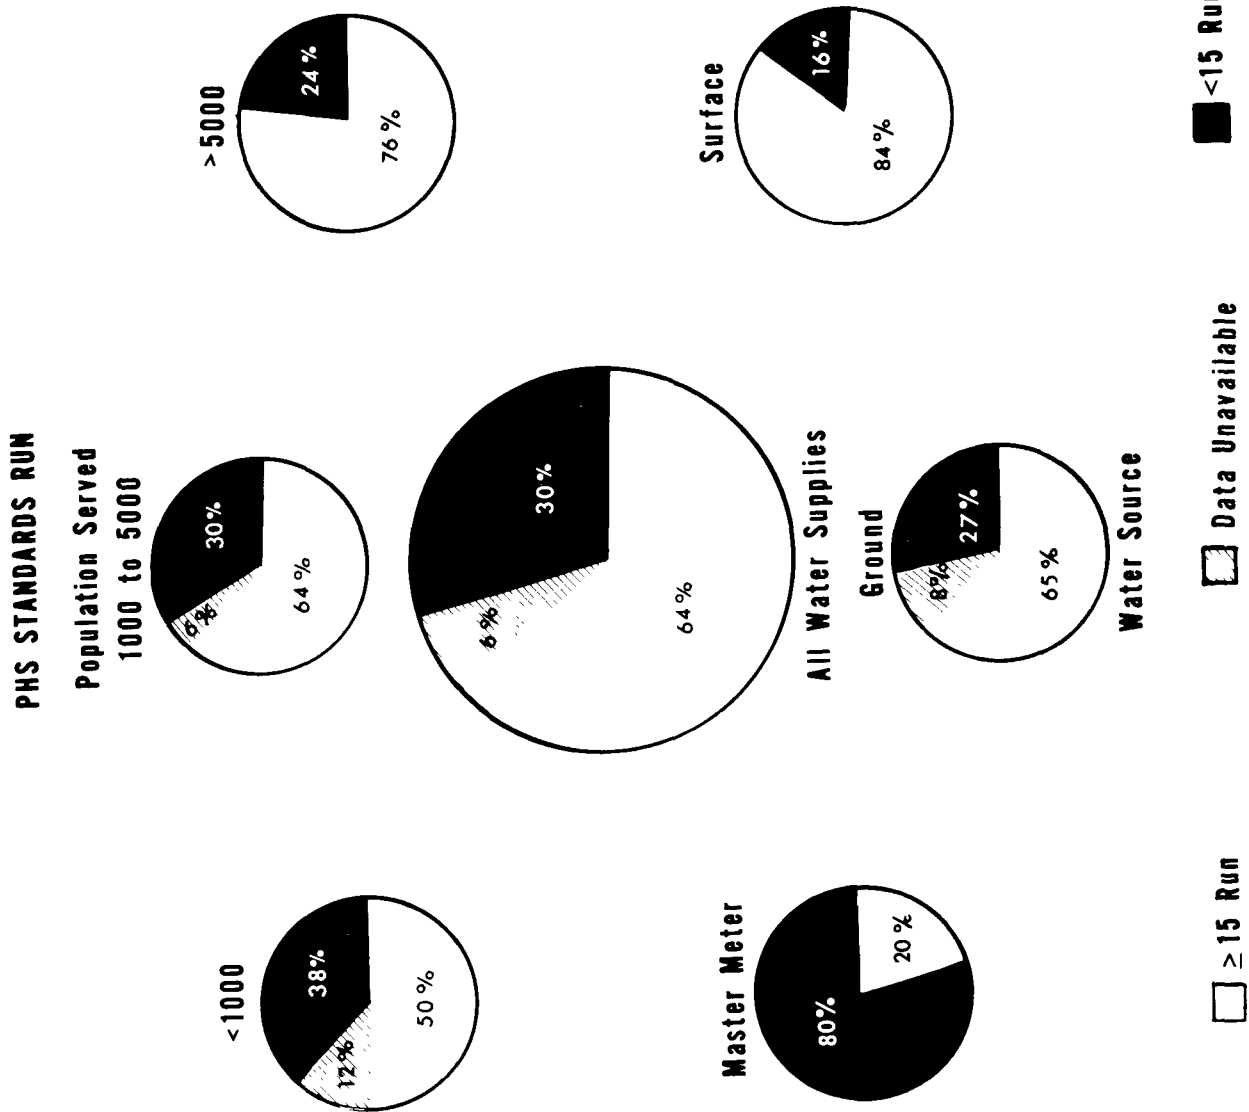 PHS STANDARDS RUN
Population Served
<1000
1000 to 5000
>5000
38%
12%
50%
30%
6%
64%
24%
76%
30%
6%
64%
All Water Supplies
Master Meter
Ground
Surface
80%
20%
27%
8%
65%
16%
84%
Water Source
≥15 Run
Data Unavailable
<15 Ru